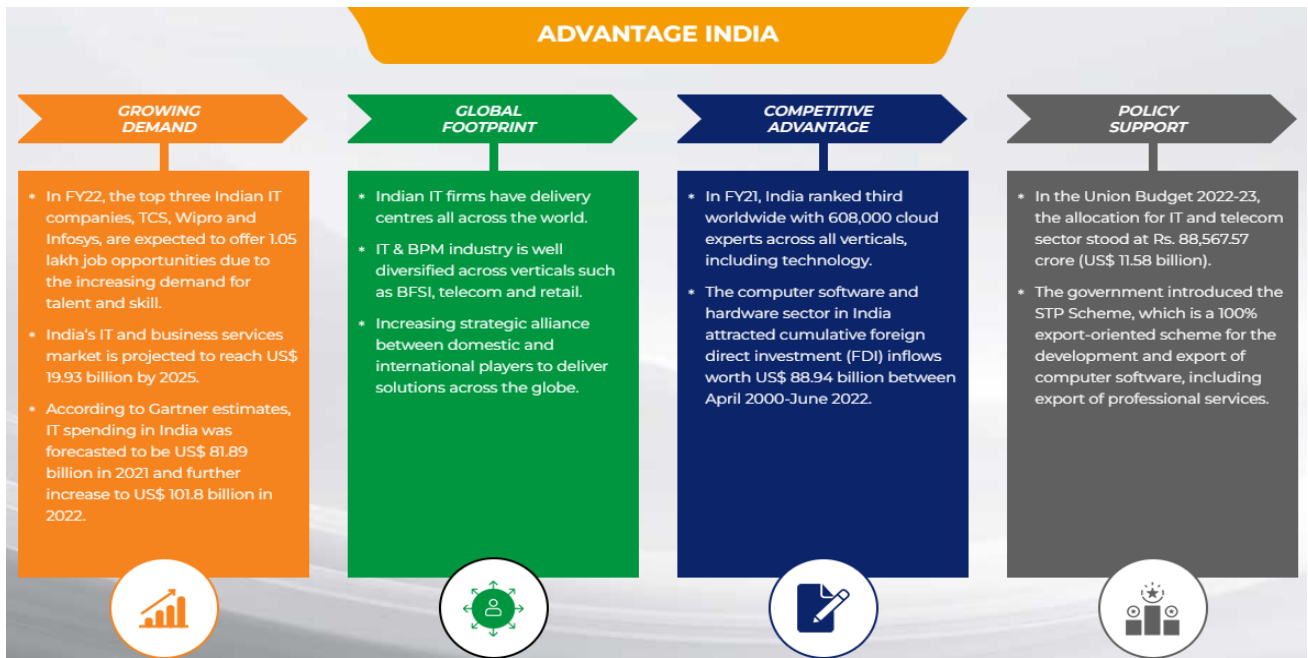 ADVANTAGE INDIA
GROWING
DEMAND
* In FY22, the top three Indian IT
companies, TCS, Wipro and
Infosys, are expected to offer 1.05
lakh job opportunities due to
the increasing demand for
talent and skill.
* India's IT and business services
market is projected to reach US$
19.93 billion by 2025.
* According to Gartner estimates,
IT spending in India was
forecasted to be US$ 81.89
billion in 2021 and further
increase to US$ 101.8 billion in
2022.
GLOBAL
FOOTPRINT
* Indian IT firms have delivery
centres all across the world.
* IT & BPM industry is well
diversified across verticals such
as BFSI, telecom and retail.
* Increasing strategic alliance
between domestic and
international players to deliver
solutions across the globe.
COMPETITIVE
ADVANTAGE
* In FY21, India ranked third
worldwide with 608,000 cloud
experts across all verticals,
including technology.
* The computer software and
hardware sector in India
attracted cumulative foreign
direct investment (FDI) inflows
worth US$ 88.94 billion between
April 2000-June 2022.
POLICY
SUPPORT
* In the Union Budget 2022-23,
the allocation for IT and telecom
sector stood at Rs. 88,567.57
crore (US$ 11.58 billion).
* The government introduced the
STP Scheme, which is a 100%
export-oriented scheme for the
development and export of
computer software, including
export of professional services.